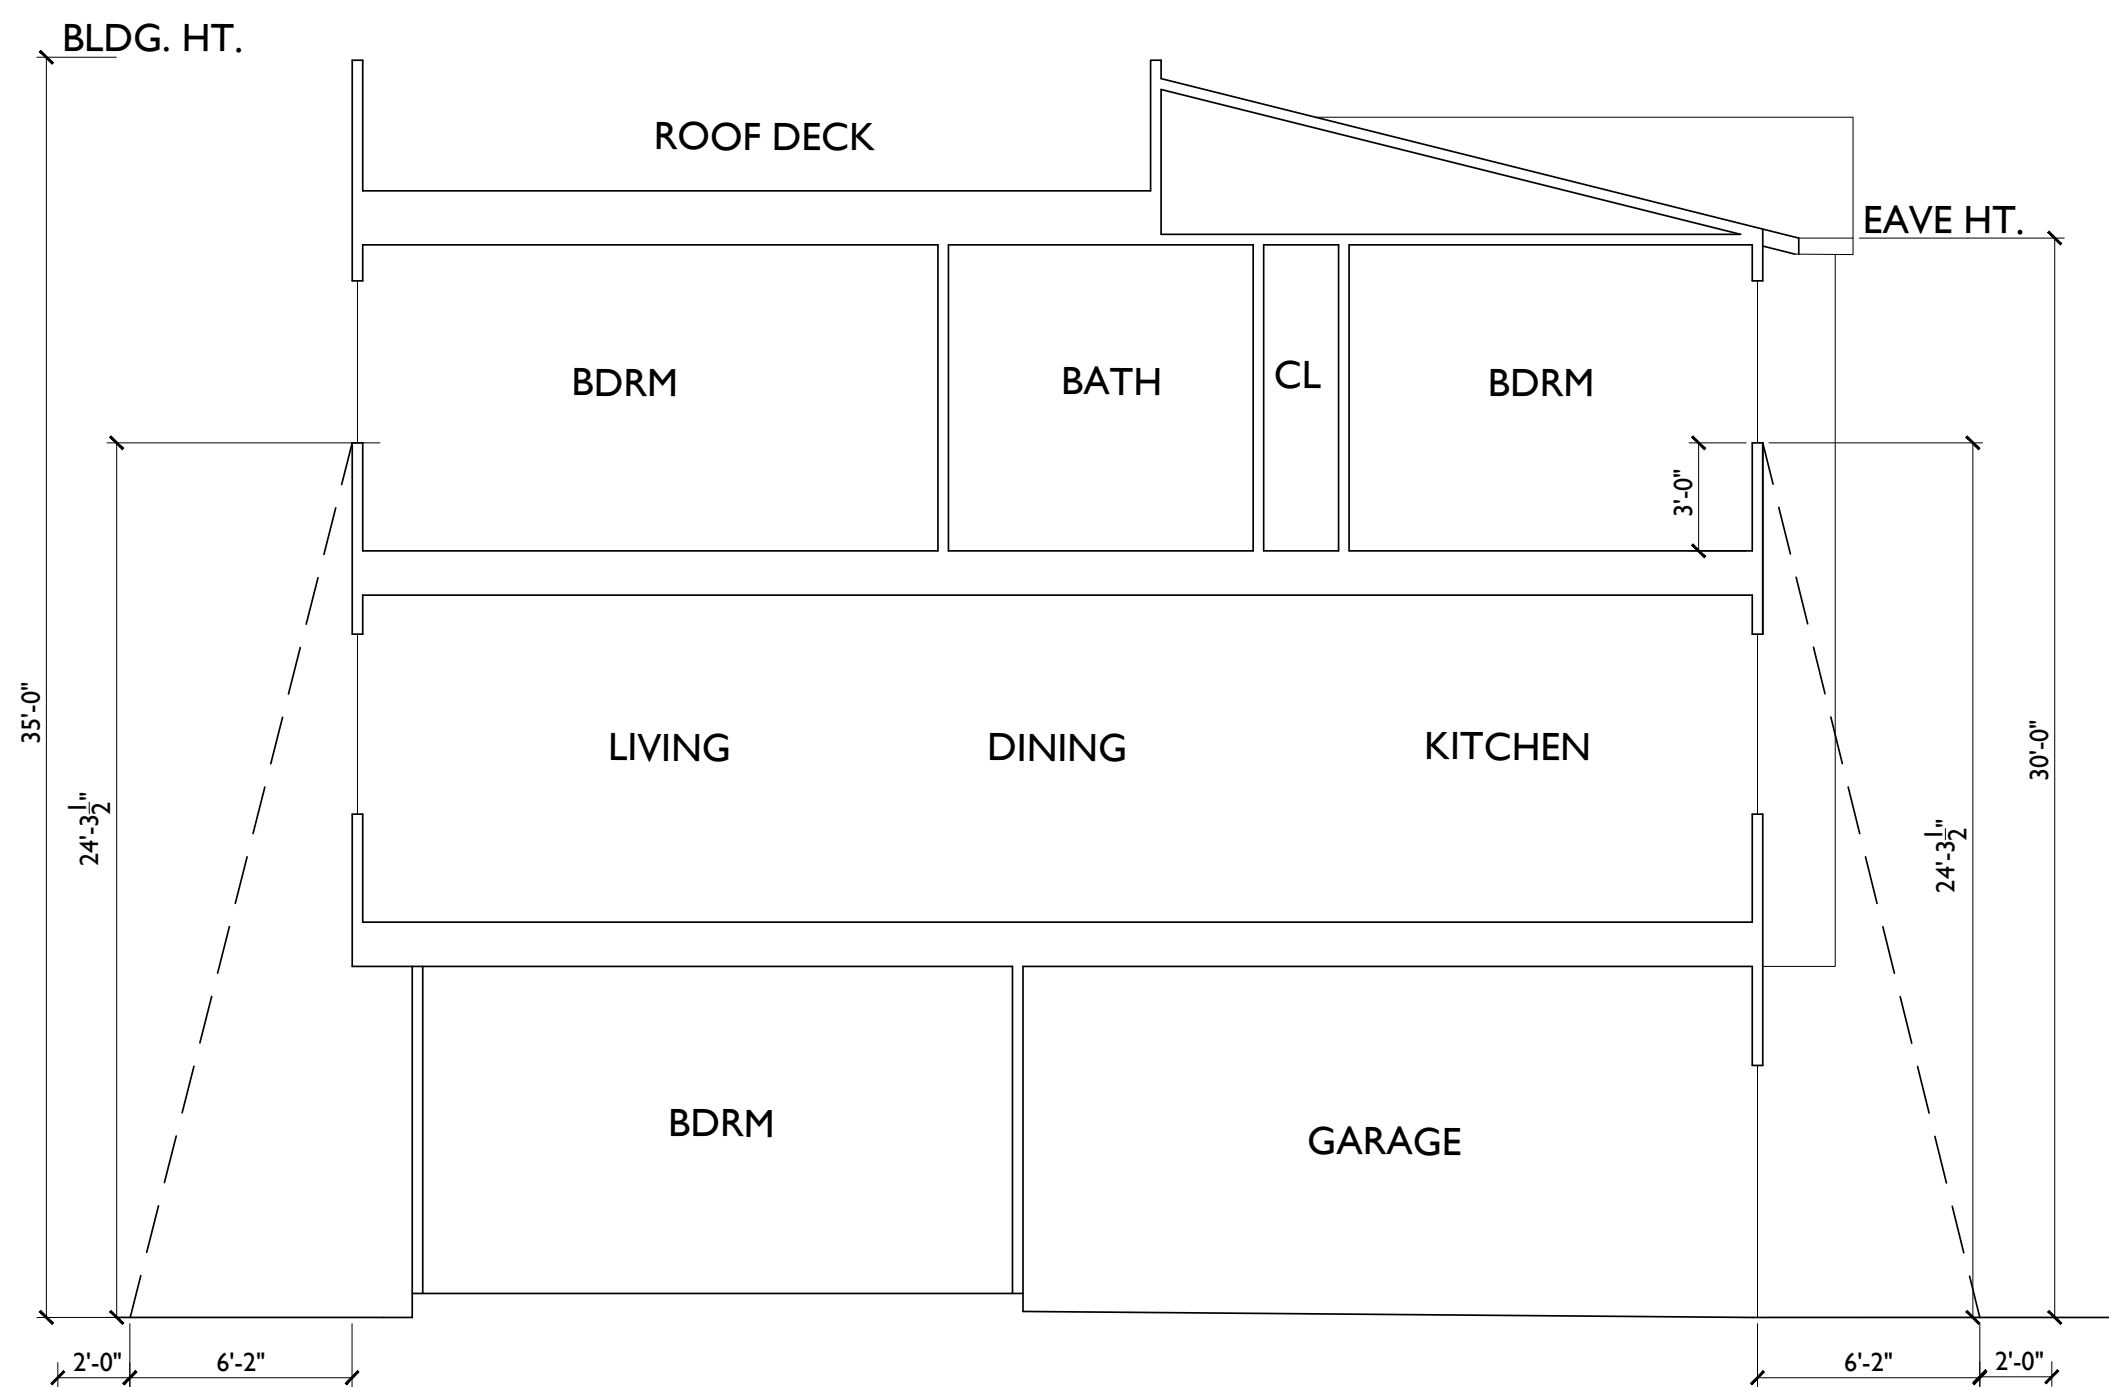 BLDG. HT.
ROOF DECK
EAVE HT.
BDRM
BATH
CL
BDRM
3'-0"
35'-0"
24'-3 1/2"
LIVING
DINING
KITCHEN
30'-0"
24'-3 1/2"
BDRM
GARAGE
2'-0"
6'-2"
6'-2"
2'-0"